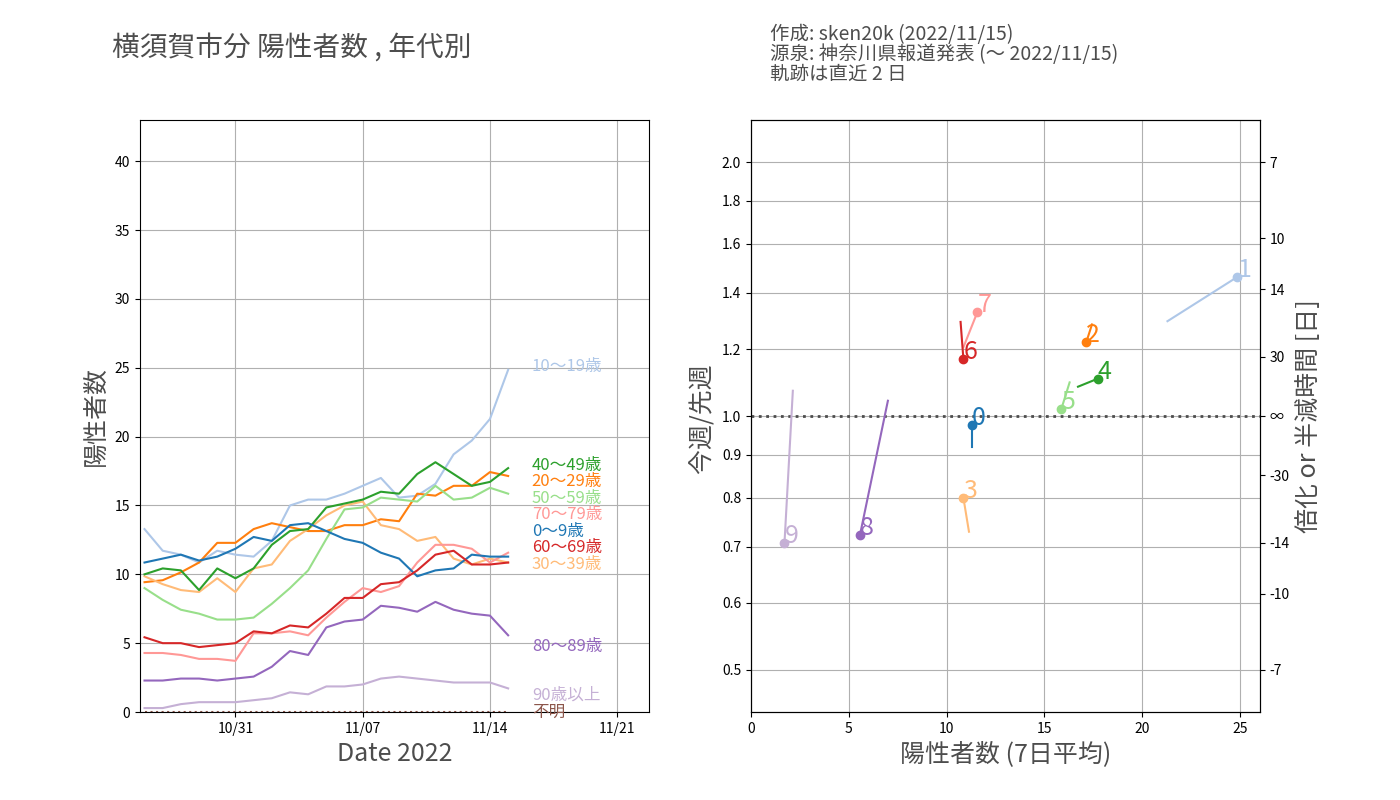 横須賀市分 陽性者数 , 年代別
作成: sken20k (2022/11/15)
源泉: 神奈川県報道発表 (〜 2022/11/15)
軌跡は直近 2 日
40
35
30
25
20
15
10
5
0
陽性者数
10〜19歳
40〜49歳
20〜29歳
50〜59歳
70〜79歳
0〜9歳
60〜69歳
30〜39歳
80〜89歳
90歳以上
不明
10/31
11/07
11/14
11/21
Date 2022
2.0
1.8
1.6
1.4
1.2
1.0
0.9
0.8
0.7
0.6
0.5
今週/先週
1
7
2
6
4
5
0
3
8
9
7
10
14
30
∞
-30
-14
-10
-7
倍化 or 半減時間 [日]
0
5
10
15
20
25
陽性者数 (7日平均)